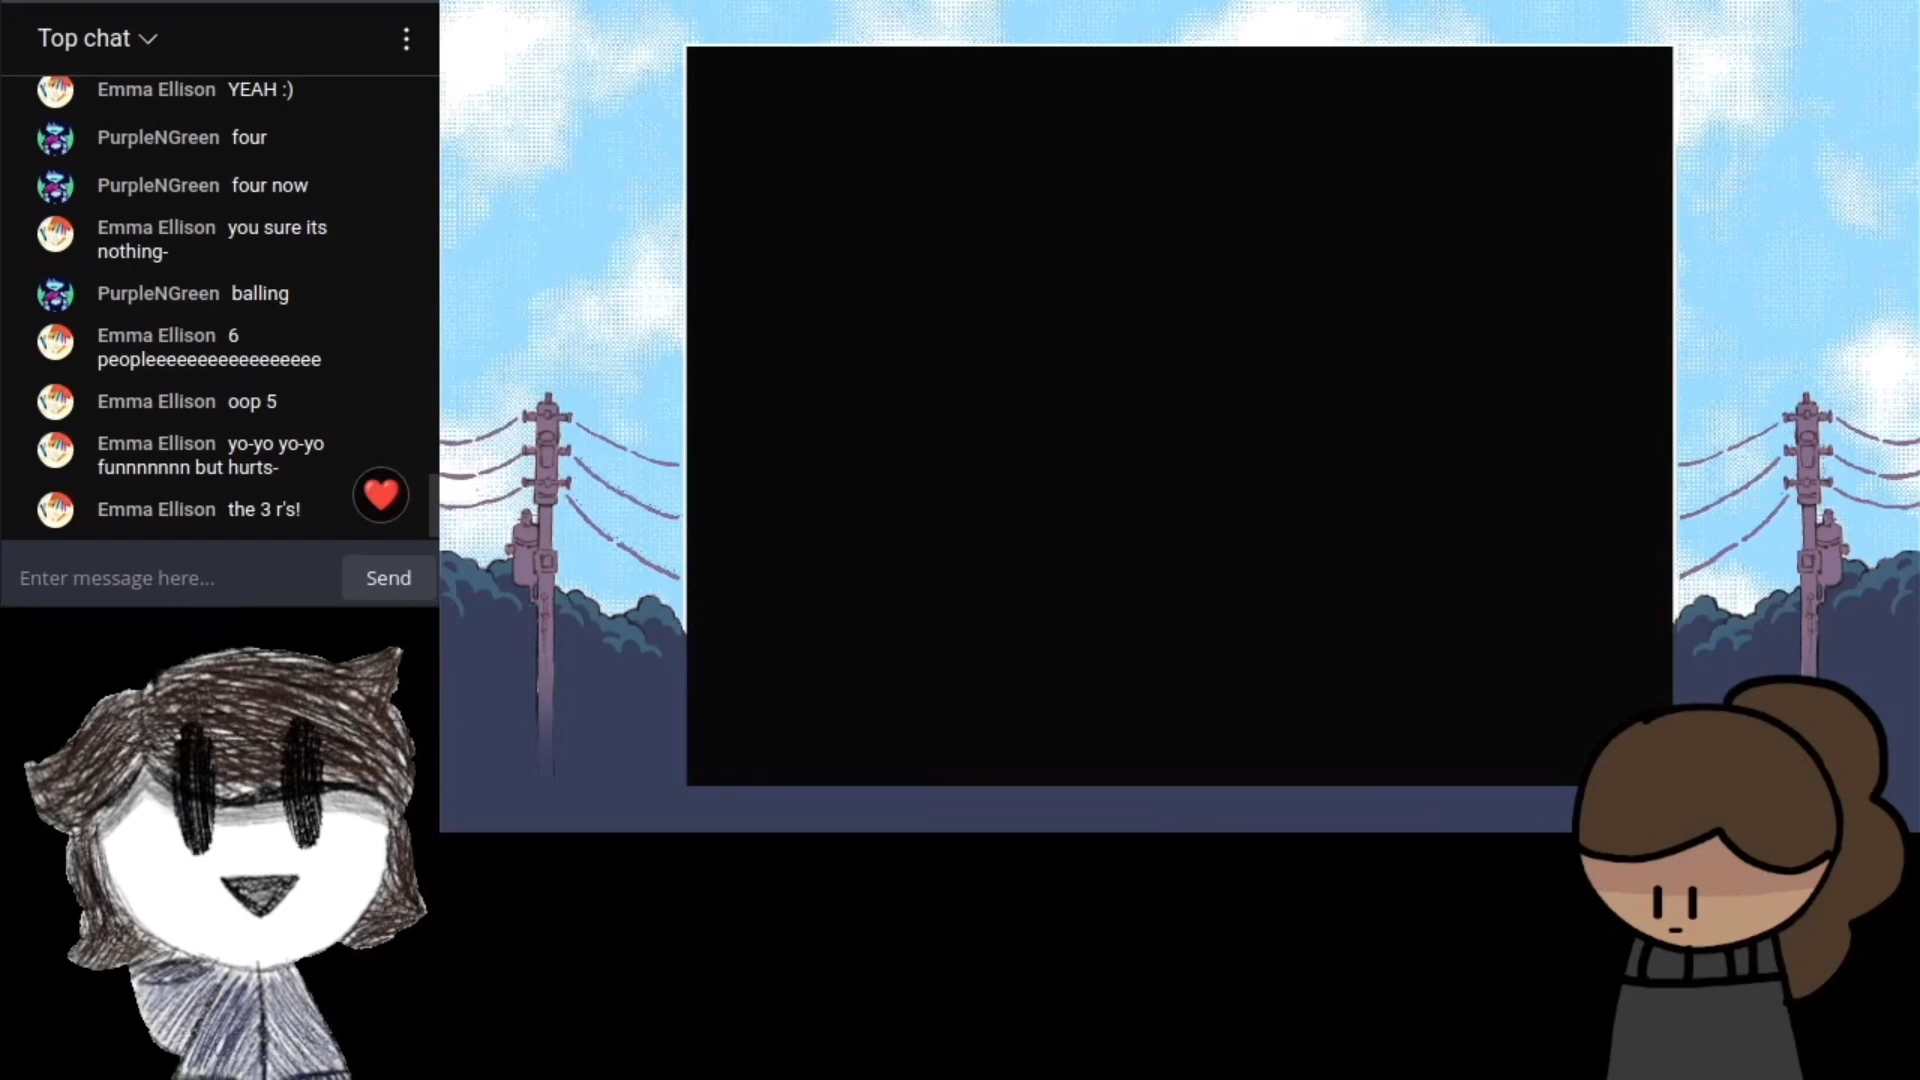 Top chat
Emma Ellison YEAH :)
PurpleNGreen four
PurpleNGreen four now
Emma Ellison you sure its
nothing-
PurpleNGreen balling
Emma Ellison 6
peopleeeeeeeeeeeeeeeee
Emma Ellison oop 5
Emma Ellison yo-yo yo-yo
funnnnnnn but hurts-
Emma Ellison the 3 r's!
Enter message here...
Send